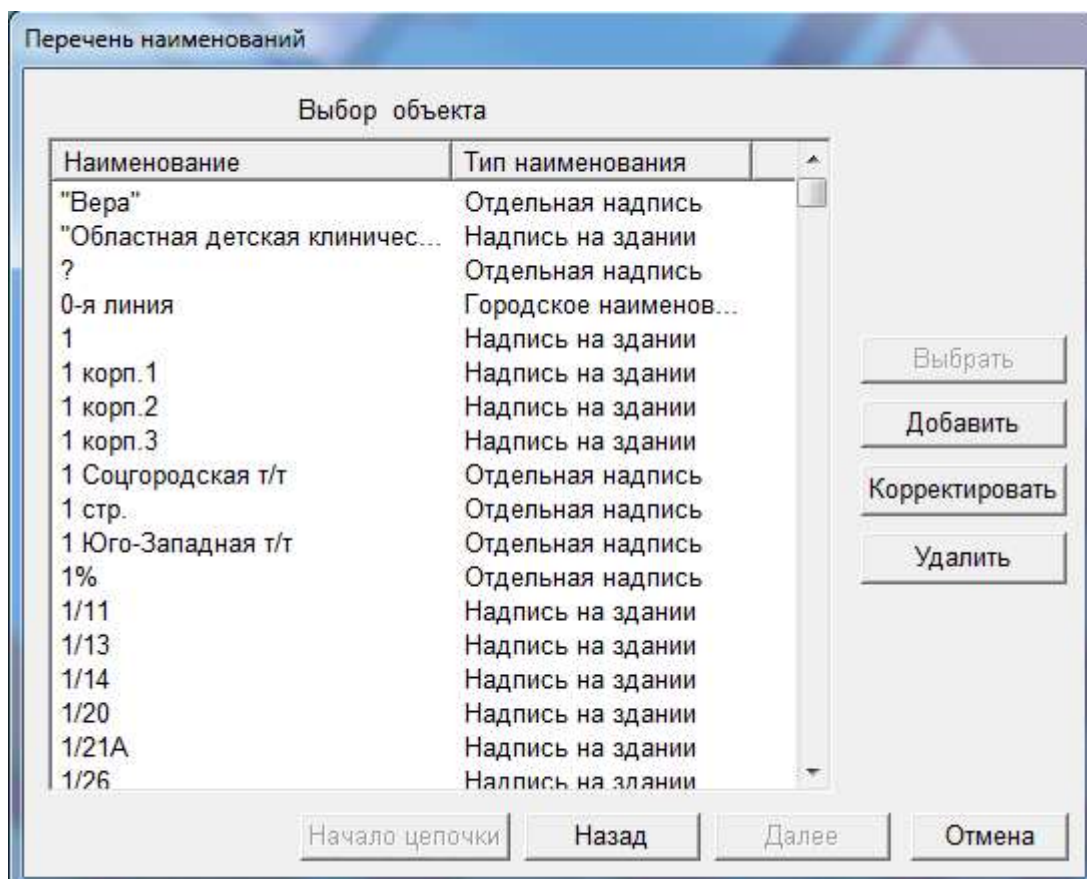 Перечень наименований
Выбор объекта
Наименование Тип наименования
"Вера" Отдельная надпись
"Областная детская клиничес... Надпись на здании
? Отдельная надпись
0-я линия Городское наименов...
1 Надпись на здании
1 корп.1 Надпись на здании
1 корп.2 Надпись на здании
1 корп.3 Надпись на здании
1 Соцгородская т/т Отдельная надпись
1 стр. Отдельная надпись
1 Юго-Западная т/т Отдельная надпись
1% Отдельная надпись
1/11 Надпись на здании
1/13 Надпись на здании
1/14 Надпись на здании
1/20 Надпись на здании
1/21А Надпись на здании
1/26 Надпись на здании
Выбрать
Добавить
Корректировать
Удалить
Начало цепочки Назад Далее Отмена